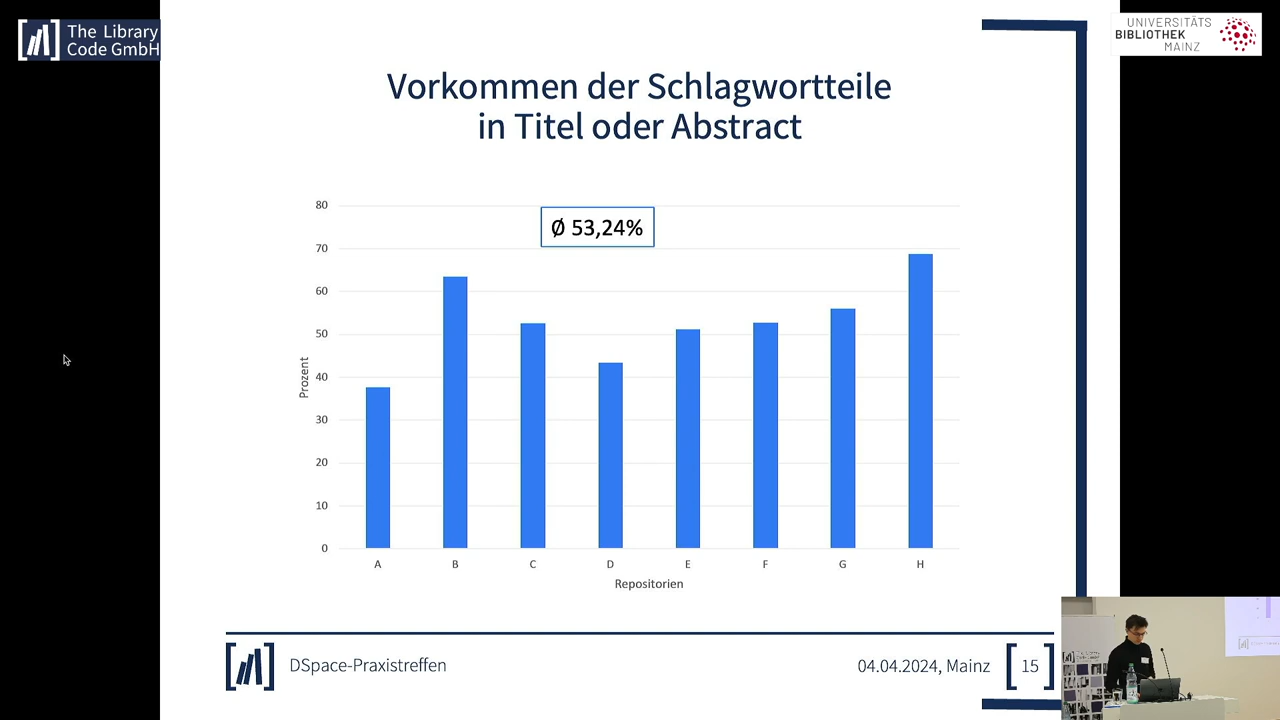 The Library
Code GmbH
UNIVERSITÄTS
BIBLIOTHEK
MAINZ
Vorkommen der Schlagwortteile
in Titel oder Abstract
Ø 53,24%
80
70
60
50
40
30
20
10
0
Prozent
A B C D E F G H
Repositorien
DSpace-Praxistreffen
04.04.2024, Mainz
15